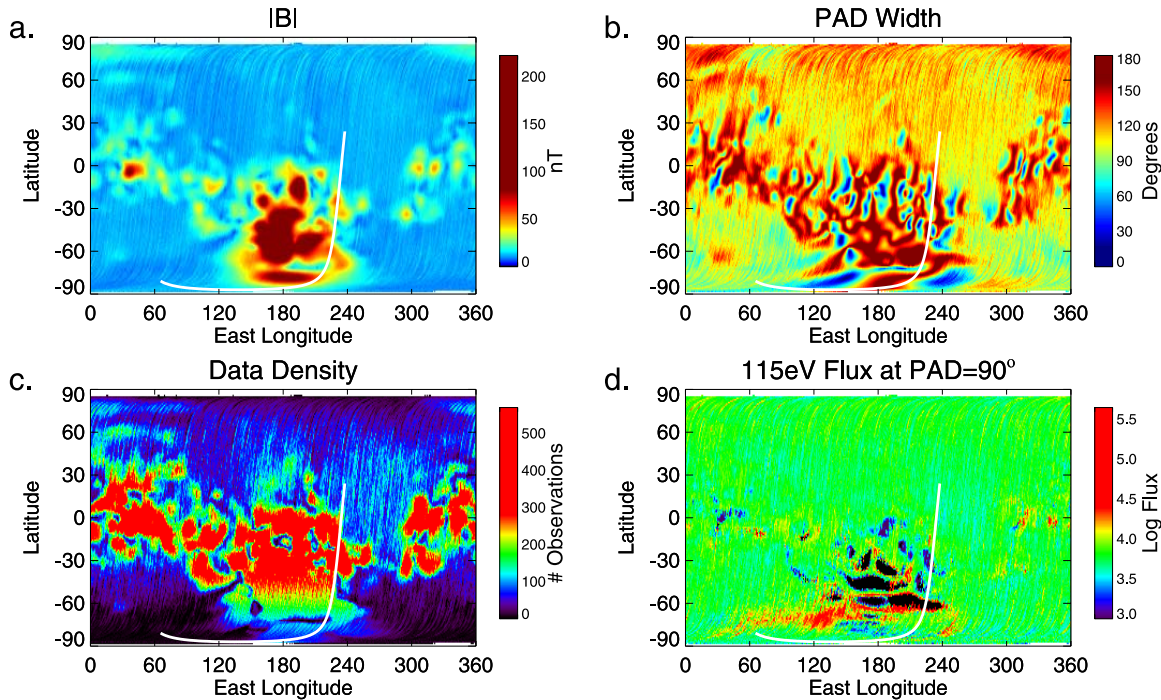 a.
|B|
90
60
30
0
-30
-60
-90
Latitude
0 60 120 180 240 300 360
East Longitude
200
150
100
50
0
nT
b.
PAD Width
90
60
30
0
-30
-60
-90
Latitude
0 60 120 180 240 300 360
East Longitude
180
150
120
90
60
30
0
Degrees
c.
Data Density
90
60
30
0
-30
-60
-90
Latitude
0 60 120 180 240 300 360
East Longitude
500
400
300
200
100
0
# Observations
d.
115eV Flux at PAD=90°
90
60
30
0
-30
-60
-90
Latitude
0 60 120 180 240 300 360
East Longitude
5.5
5.0
4.5
4.0
3.5
3.0
Log Flux